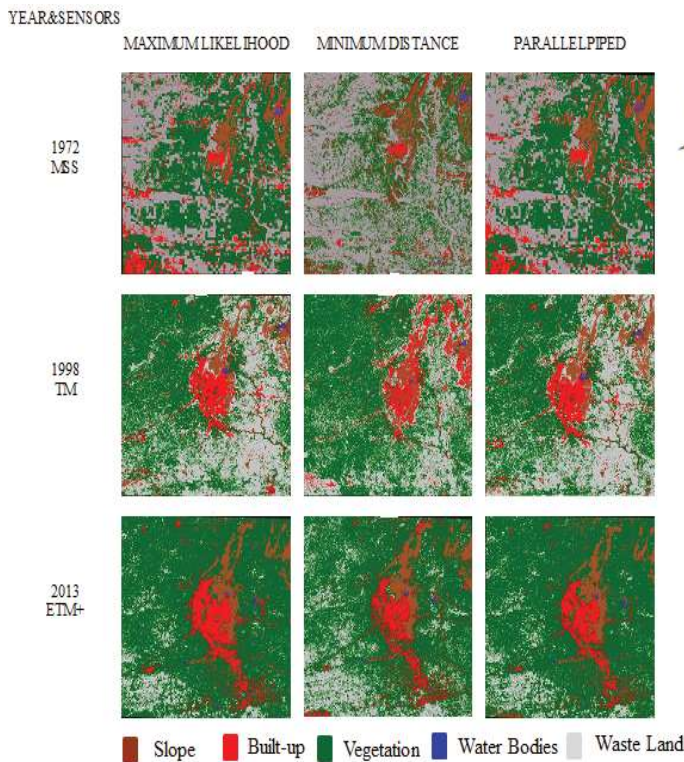 YEAR&SENSORS
MAXIMUM LIKELIHOOD MINIMUM DISTANCE PARALLELPIPED
1972
MSS
1998
TM
2013
ETM+
Slope Built-up Vegetation Water Bodies Waste Land